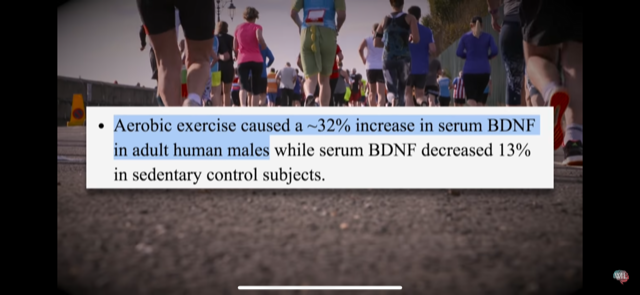 • Aerobic exercise caused a ~32% increase in serum BDNF
in adult human males while serum BDNF decreased 13%
in sedentary control subjects.